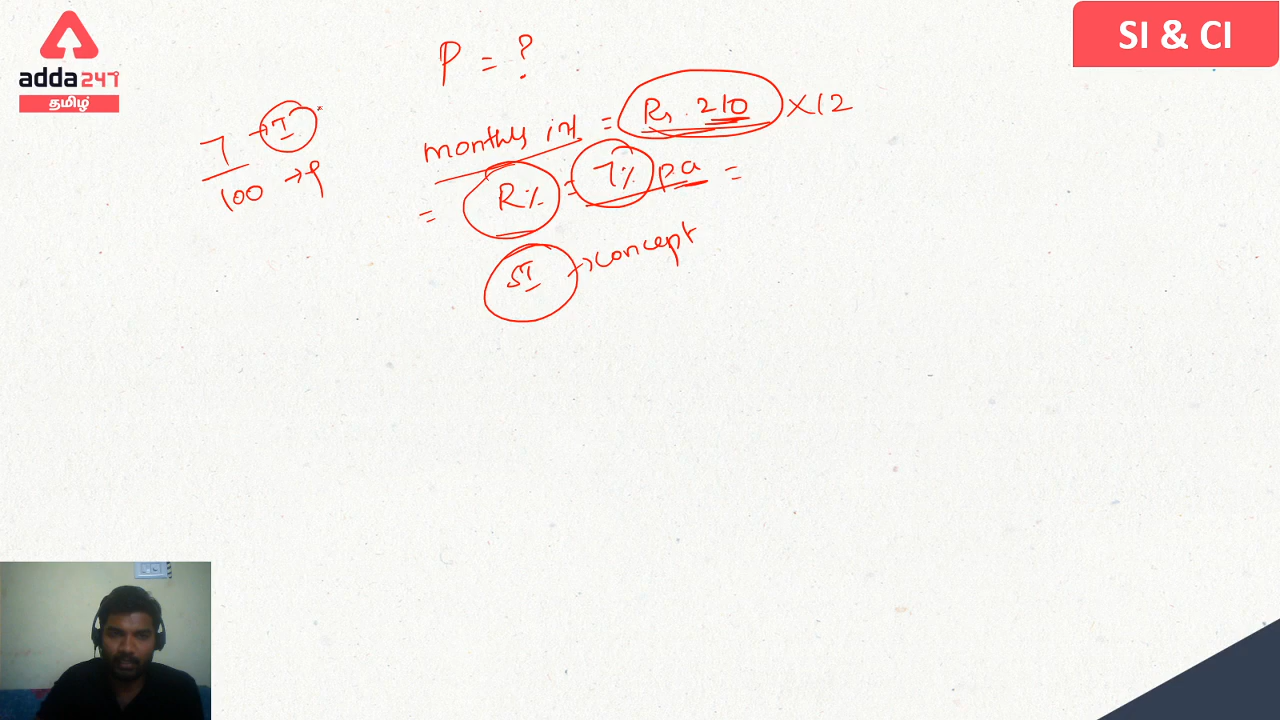 SI & CI
adda247
தமிழ்
P = ?
monthly int = Rs. 210 × 12
= R% = 7% pa =
SI → concept
7 → I
100 → P